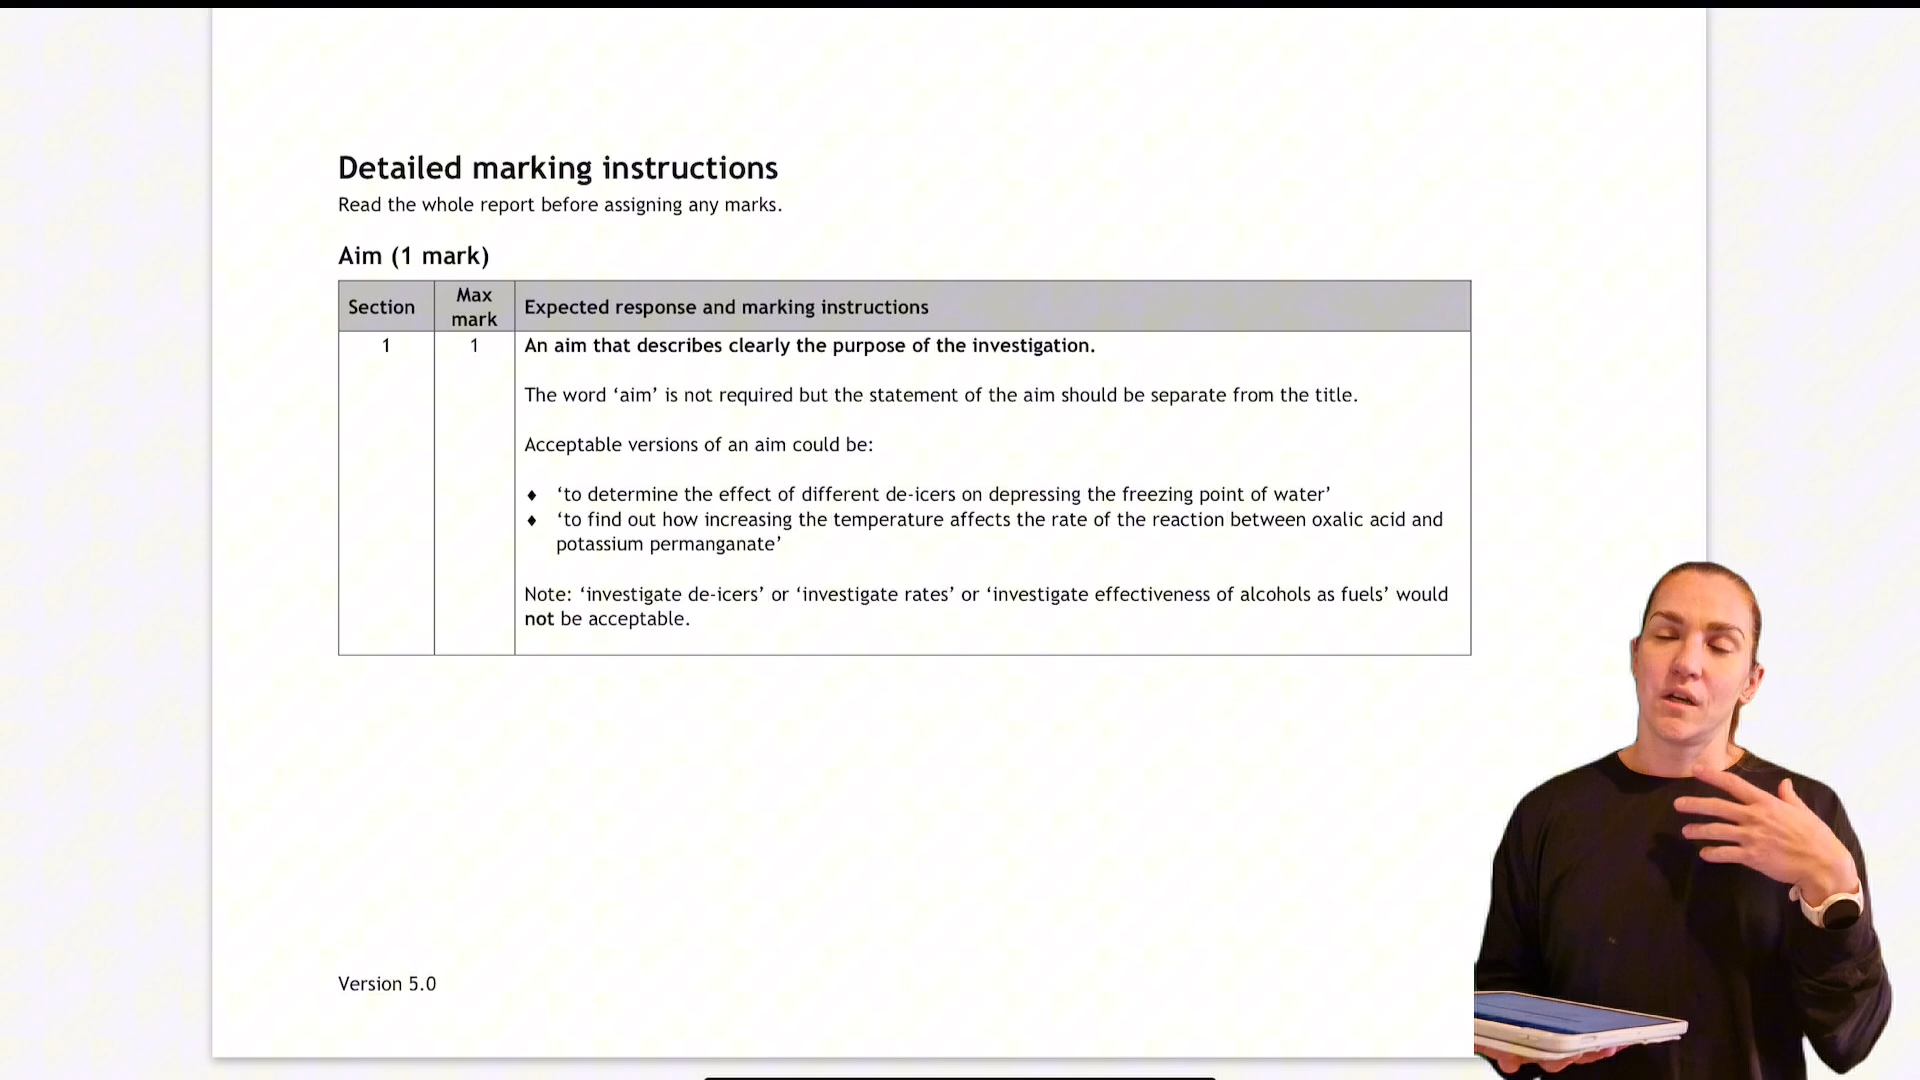 Detailed marking instructions
Read the whole report before assigning any marks.
Aim (1 mark)
Section
Max
mark
Expected response and marking instructions
1
1
An aim that describes clearly the purpose of the investigation.
The word ‘aim’ is not required but the statement of the aim should be separate from the title.
Acceptable versions of an aim could be:
♦ ‘to determine the effect of different de-icers on depressing the freezing point of water’
♦ ‘to find out how increasing the temperature affects the rate of the reaction between oxalic acid and
potassium permanganate’
Note: ‘investigate de-icers’ or ‘investigate rates’ or ‘investigate effectiveness of alcohols as fuels’ would
not be acceptable.
Version 5.0